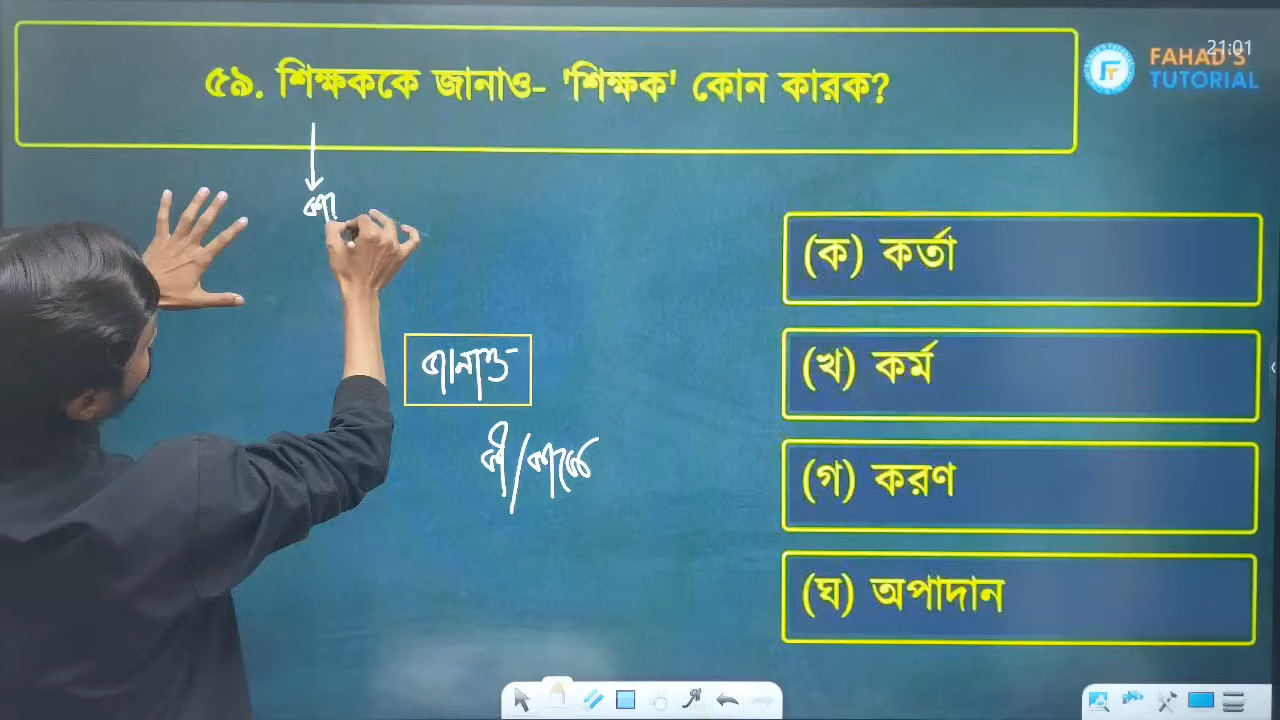 ৫৯. শিক্ষককে জানাও- 'শিক্ষক' কোন কারক?
21:01
FAHAD'S
TUTORIAL
কা
(ক) কর্তা
জানাও
(খ) কর্ম
কী/কাকে
(গ) করণ
(ঘ) অপাদান